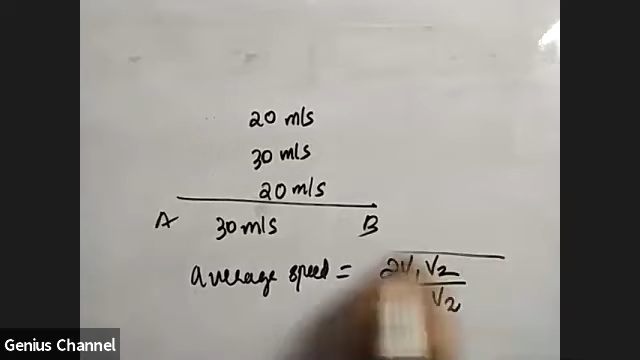 20 m/s
30 m/s
20 m/s
A 30 m/s B
average speed = 2V₁V₂
V₂
Genius Channel